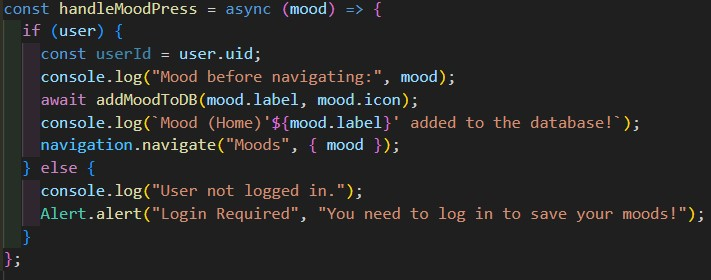 const handleMoodPress = async (mood) => {
  if (user) {
    const userId = user.uid;
    console.log("Mood before navigating:", mood);
    await addMoodToDB(mood.label, mood.icon);
    console.log(`Mood (Home)'${mood.label}' added to the database!`);
    navigation.navigate("Moods", { mood });
  } else {
    console.log("User not logged in.");
    Alert.alert("Login Required", "You need to log in to save your moods!");
  }
};